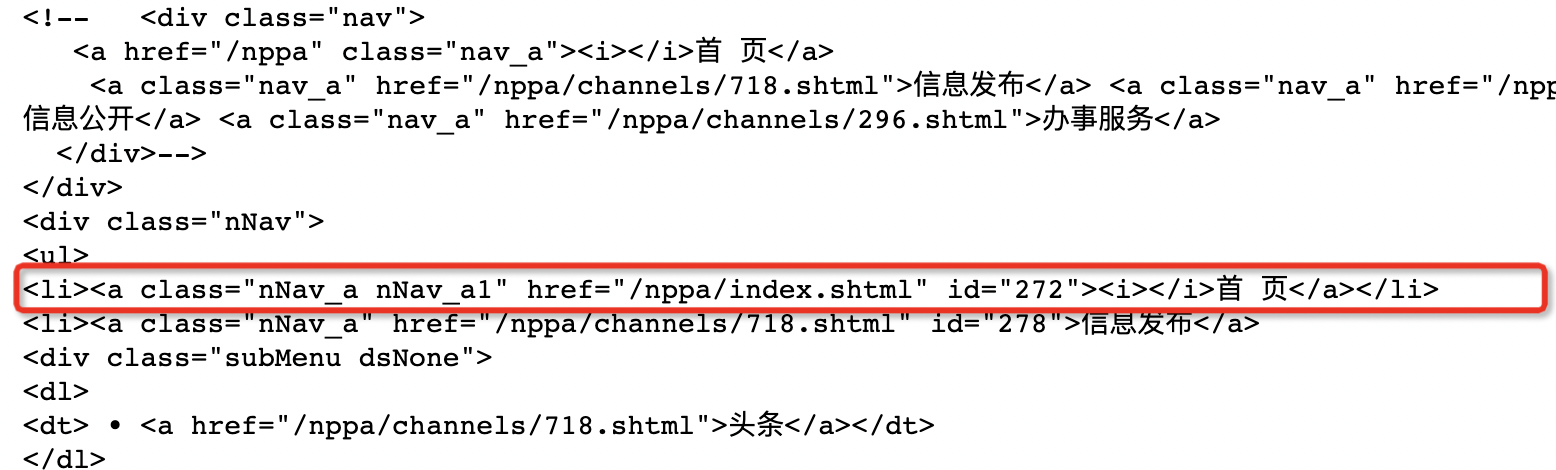 <!--   <div class="nav">
<a href="/nppa" class="nav_a"><i></i>首 页</a>
<a class="nav_a" href="/nppa/channels/718.shtml">信息发布</a> <a class="nav_a" href="/npp
信息公开</a> <a class="nav_a" href="/nppa/channels/296.shtml">办事服务</a>
</div>-->
</div>
<div class="nNav">
<ul>
<li><a class="nNav_a nNav_a1" href="/nppa/index.shtml" id="272"><i></i>首 页</a></li>
<li><a class="nNav_a" href="/nppa/channels/718.shtml" id="278">信息发布</a>
<div class="subMenu dsNone">
<dl>
<dt> • <a href="/nppa/channels/718.shtml">头条</a></dt>
</dl>